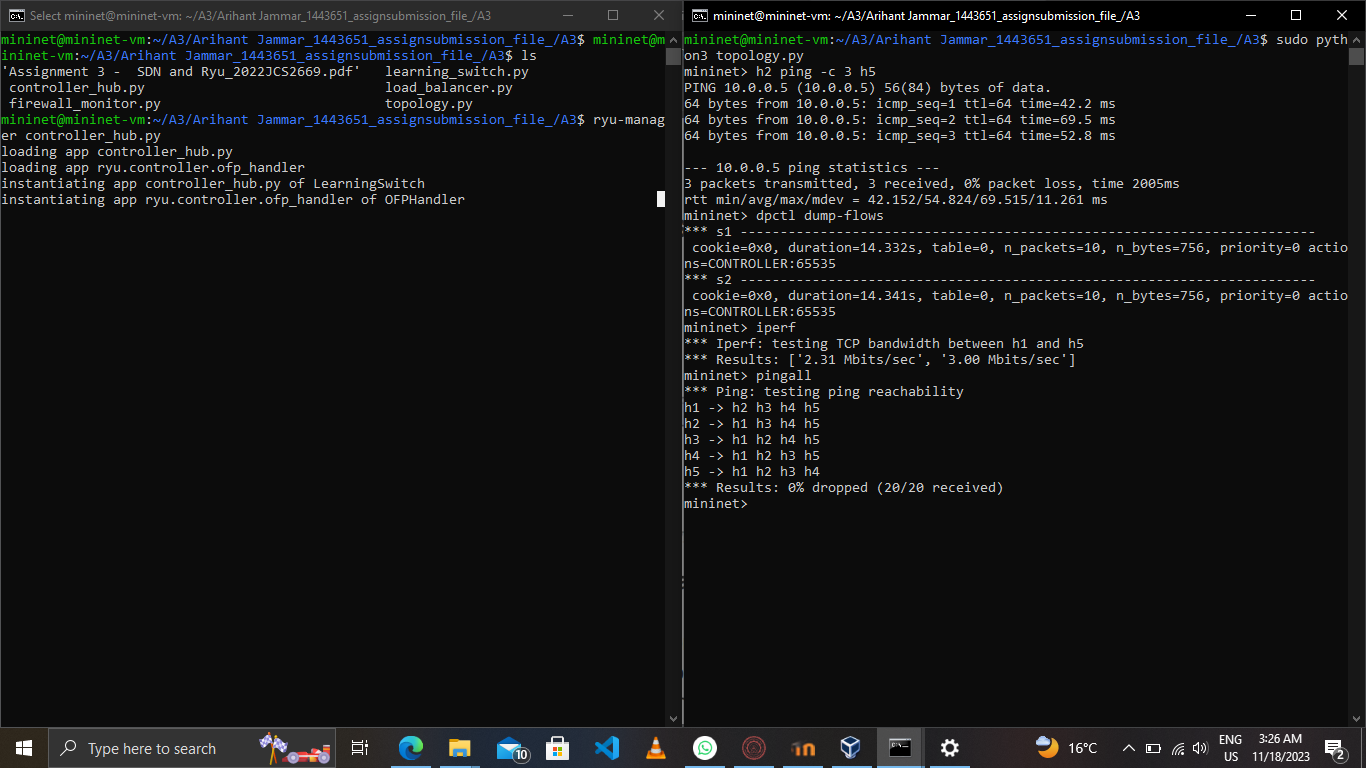 Select mininet@mininet-vm: ~/A3/Arihant Jammar_1443651_assignsubmission_file_/A3
mininet@mininet-vm:~/A3/Arihant Jammar_1443651_assignsubmission_file_/A3$ mininet@m
ininet-vm:~/A3/Arihant Jammar_1443651_assignsubmission_file_/A3$ ls
'Assignment 3 -  SDN and Ryu_2022JCS2669.pdf'   learning_switch.py
controller_hub.py                              load_balancer.py
firewall_monitor.py                            topology.py
mininet@mininet-vm:~/A3/Arihant Jammar_1443651_assignsubmission_file_/A3$ ryu-manag
er controller_hub.py
loading app controller_hub.py
loading app ryu.controller.ofp_handler
instantiating app controller_hub.py of LearningSwitch
instantiating app ryu.controller.ofp_handler of OFPHandler
mininet@mininet-vm: ~/A3/Arihant Jammar_1443651_assignsubmission_file_/A3
mininet@mininet-vm:~/A3/Arihant Jammar_1443651_assignsubmission_file_/A3$ sudo pyth
on3 topology.py
mininet> h2 ping -c 3 h5
PING 10.0.0.5 (10.0.0.5) 56(84) bytes of data.
64 bytes from 10.0.0.5: icmp_seq=1 ttl=64 time=42.2 ms
64 bytes from 10.0.0.5: icmp_seq=2 ttl=64 time=69.5 ms
64 bytes from 10.0.0.5: icmp_seq=3 ttl=64 time=52.8 ms
--- 10.0.0.5 ping statistics ---
3 packets transmitted, 3 received, 0% packet loss, time 2005ms
rtt min/avg/max/mdev = 42.152/54.824/69.515/11.261 ms
mininet> dpctl dump-flows
*** s1 ------------------------------------------------------------------------
cookie=0x0, duration=14.332s, table=0, n_packets=10, n_bytes=756, priority=0 actio
ns=CONTROLLER:65535
*** s2 ------------------------------------------------------------------------
cookie=0x0, duration=14.341s, table=0, n_packets=10, n_bytes=756, priority=0 actio
ns=CONTROLLER:65535
mininet> iperf
*** Iperf: testing TCP bandwidth between h1 and h5
*** Results: ['2.31 Mbits/sec', '3.00 Mbits/sec']
mininet> pingall
*** Ping: testing ping reachability
h1 -> h2 h3 h4 h5
h2 -> h1 h3 h4 h5
h3 -> h1 h2 h4 h5
h4 -> h1 h2 h3 h5
h5 -> h1 h2 h3 h4
*** Results: 0% dropped (20/20 received)
mininet>
Type here to search
10
16°C
ENG
US
3:26 AM
11/18/2023
2